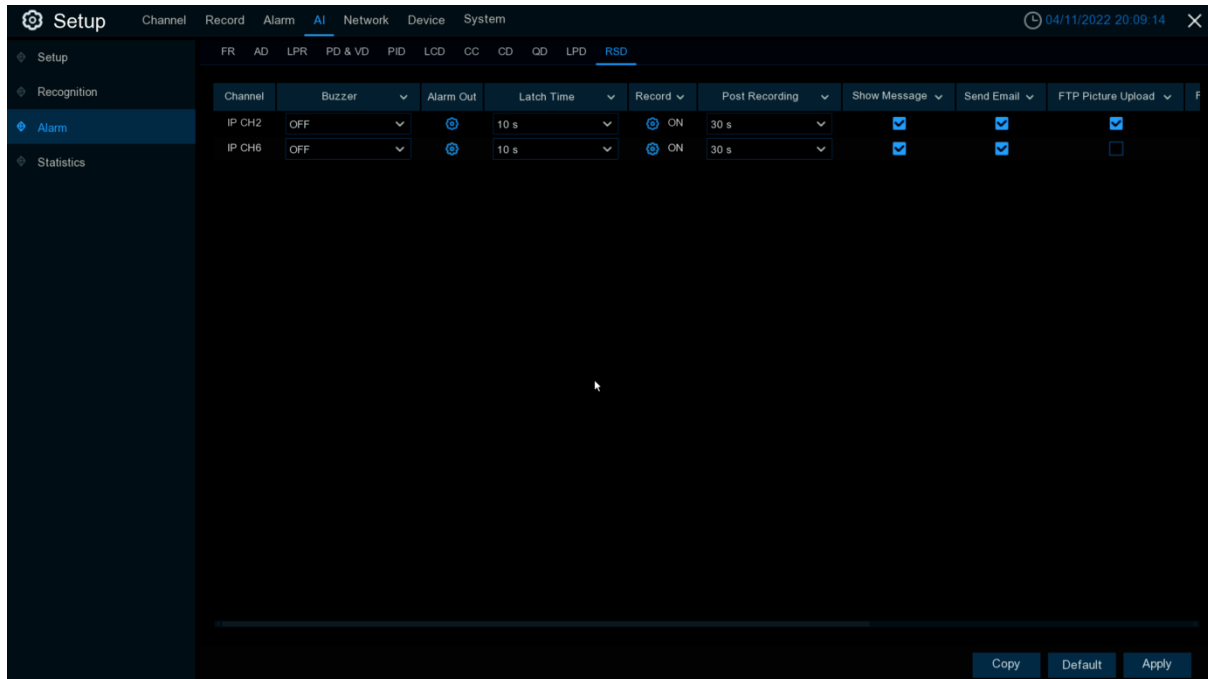 Setup Channel Record Alarm AI Network Device System 04/11/2022 20:09:14
Setup
Recognition
Alarm
Statistics
FR AD LPR PD & VD PID LCD CC CD QD LPD RSD
Channel Buzzer Alarm Out Latch Time Record Post Recording Show Message Send Email FTP Picture Upload F
IP CH2 OFF 10 s ON 30 s
IP CH6 OFF 10 s ON 30 s
Copy Default Apply